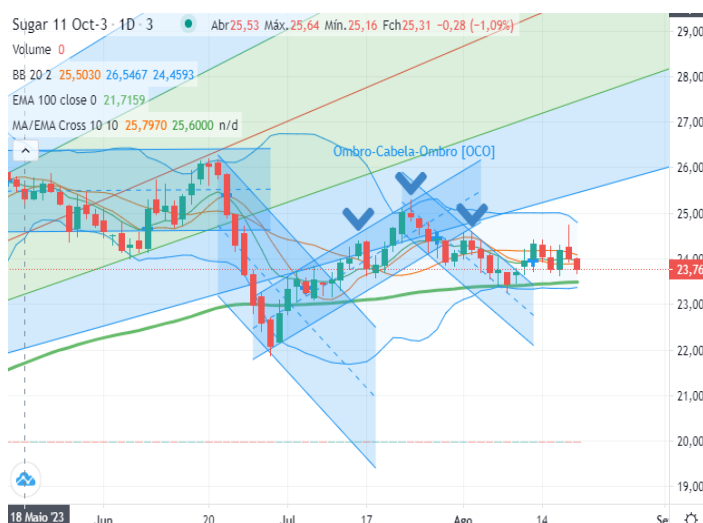 Sugar 11 Oct-3 · 1D · 3 Abr25,53 Máx.25,64 Mín.25,16 Fch25,31 −0,28 (−1,09%)
Volume 0
BB 20 2 25,5030 26,5467 24,4593
EMA 100 close 0 21,7159
MA/EMA Cross 10 10 25,7970 25,6000 n/d
Ombro-Cabela-Ombro [OCO]
29,00
28,00
27,00
26,00
25,00
24,00
23,76
23,00
22,00
21,00
20,00
19,00
18 Maio '23 Jun 20 Jul 17 Ago 14 Se